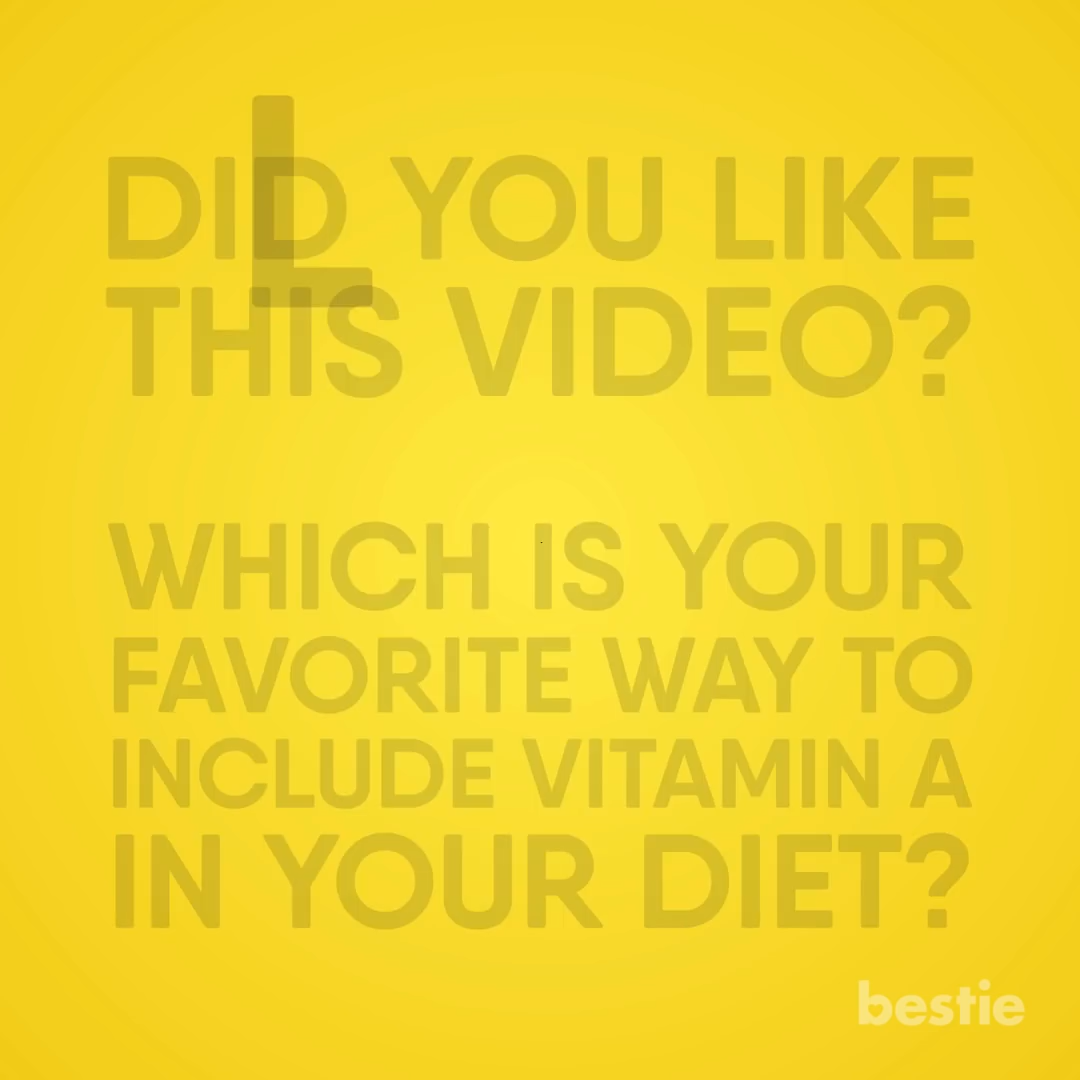 L
DID YOU LIKE
THIS VIDEO?
WHICH IS YOUR
FAVORITE WAY TO
INCLUDE VITAMIN A
IN YOUR DIET?
bestie